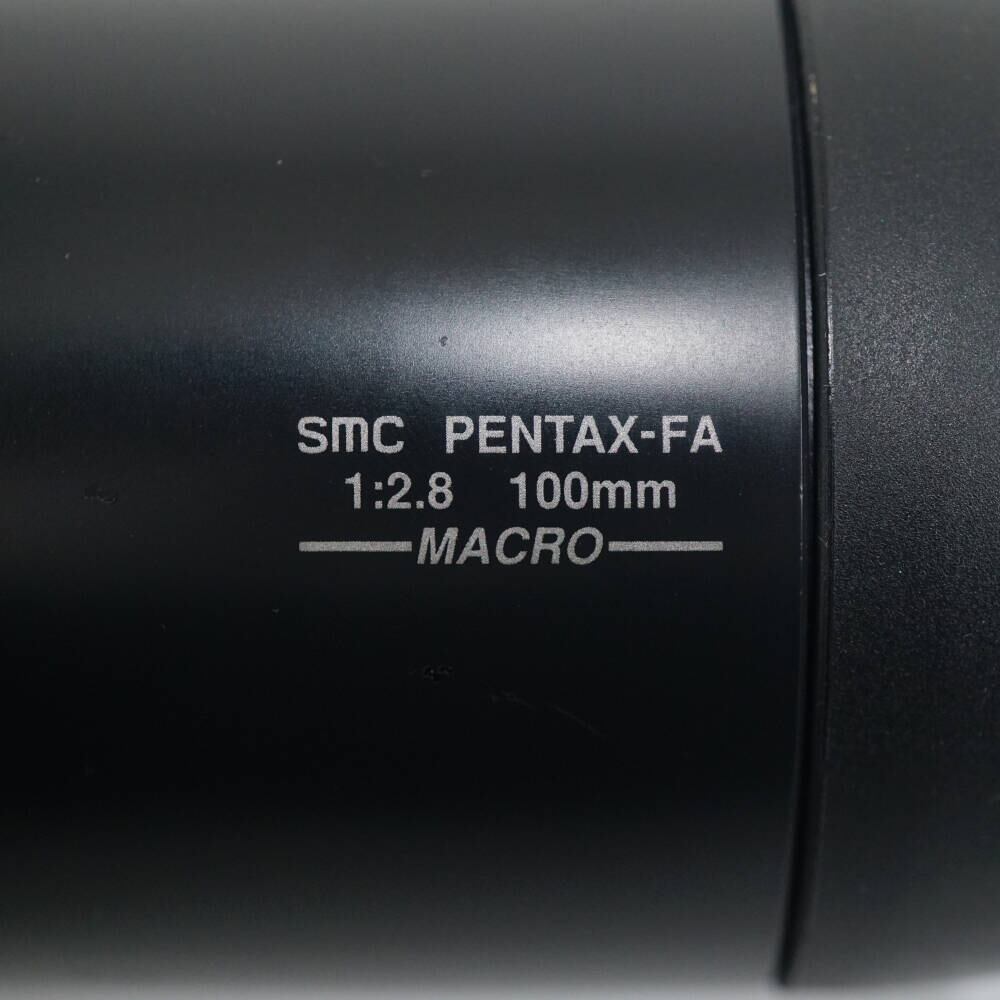 smc PENTAX-FA
1:2.8 100mm
MACRO